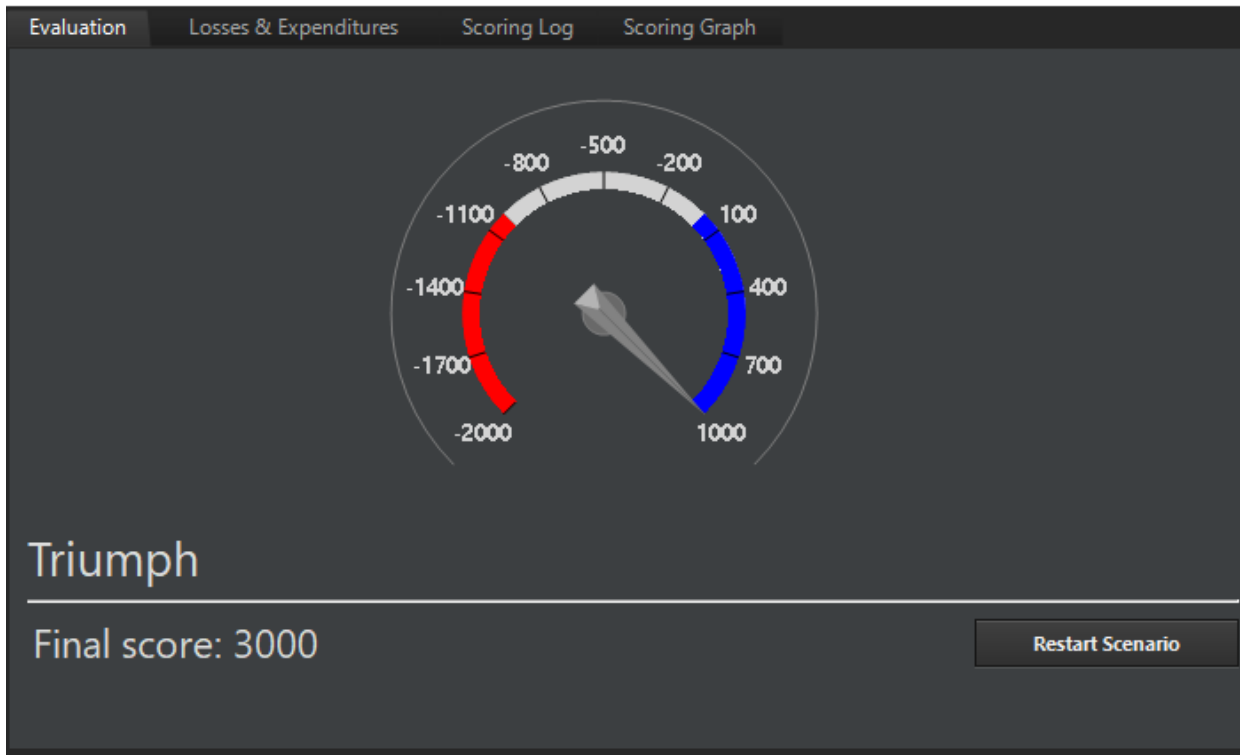 Evaluation Losses & Expenditures Scoring Log Scoring Graph
-500
-800 -200
-1100 100
-1400 400
-1700 700
-2000 1000
Triumph
Final score: 3000 Restart Scenario